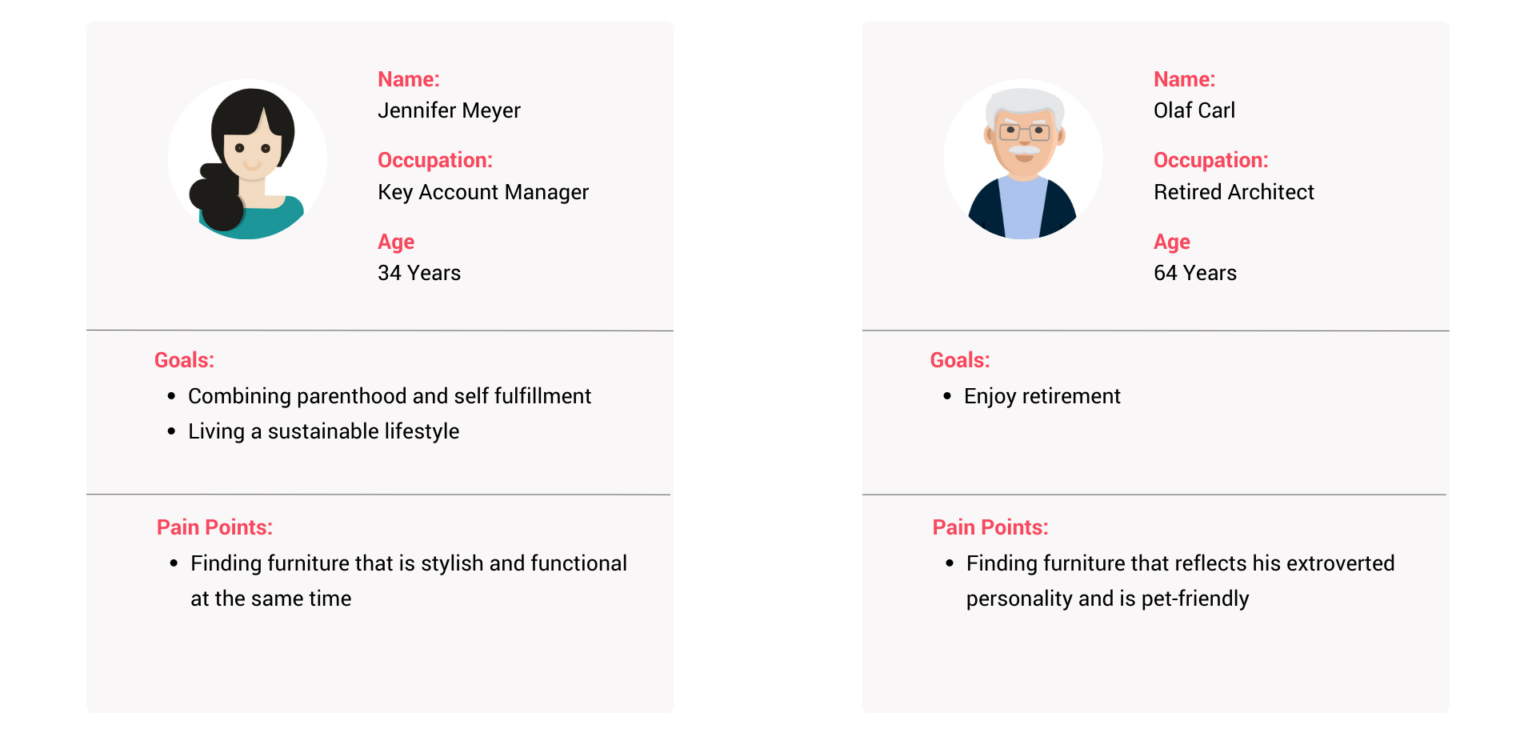 Name:
Jennifer Meyer
Occupation:
Key Account Manager
Age
34 Years
Goals:
• Combining parenthood and self fulfillment
• Living a sustainable lifestyle
Pain Points:
• Finding furniture that is stylish and functional
at the same time
Name:
Olaf Carl
Occupation:
Retired Architect
Age
64 Years
Goals:
• Enjoy retirement
Pain Points:
• Finding furniture that reflects his extroverted
personality and is pet-friendly